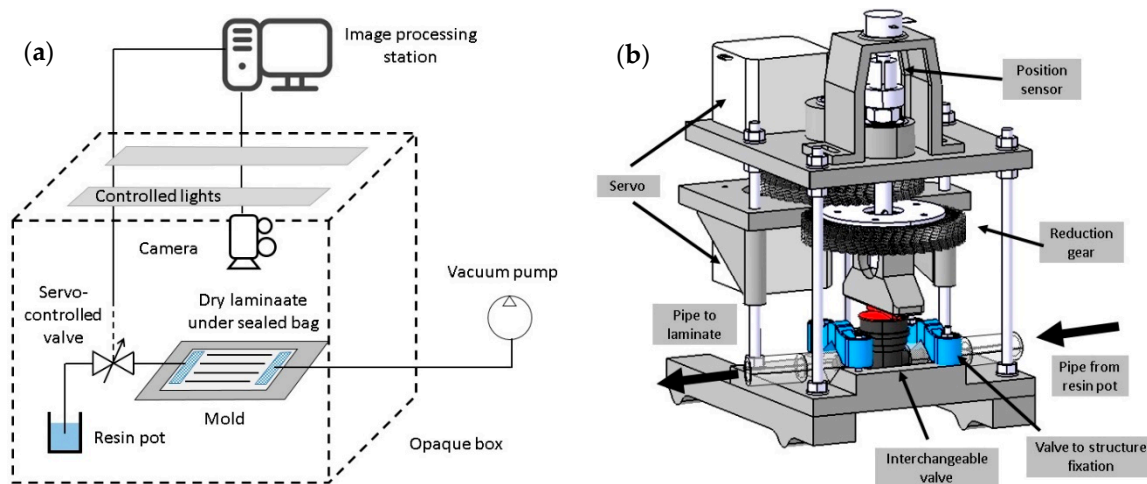 (a)
Image processing
station
Controlled lights
Camera
Servo-
controlled
valve
Dry laminaate
under sealed bag
Vacuum pump
Mold
Resin pot
Opaque box
(b)
Position
sensor
Servo
Reduction
gear
Pipe to
laminate
Pipe from
resin pot
Interchangeable
valve
Valve to structure
fixation